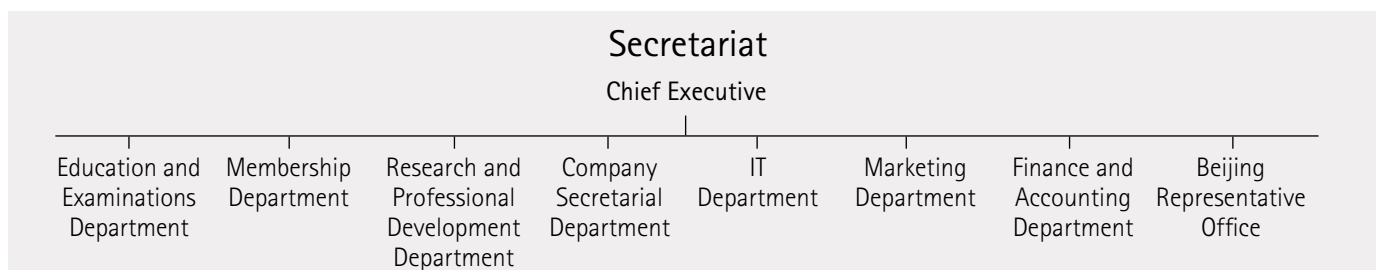 Secretariat
Chief Executive
Education and
Examinations
Department
Membership
Department
Research and
Professional
Development
Department
Company
Secretarial
Department
IT
Department
Marketing
Department
Finance and
Accounting
Department
Beijing
Representative
Office